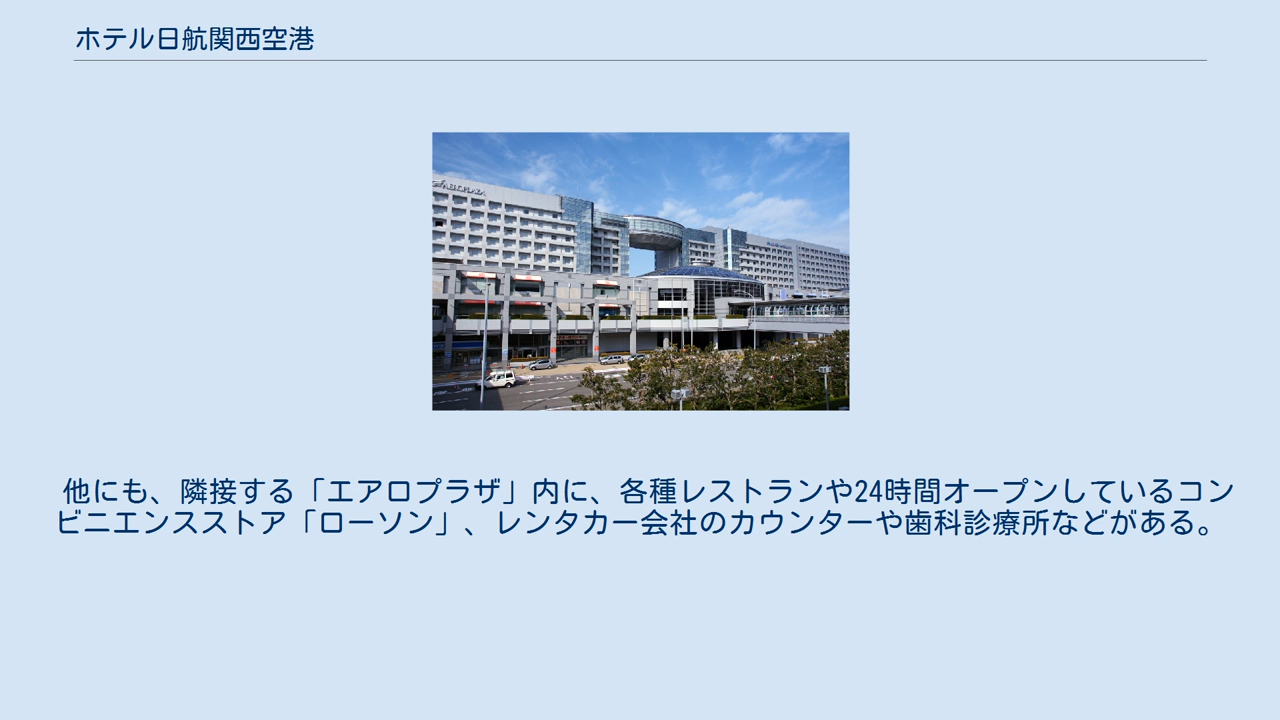 ホテル日航関西空港
AEROPLAZA
他にも、隣接する「エアロプラザ」内に、各種レストランや24時間オープンしているコン
ビニエンスストア「ローソン」、レンタカー会社のカウンターや歯科診療所などがある。